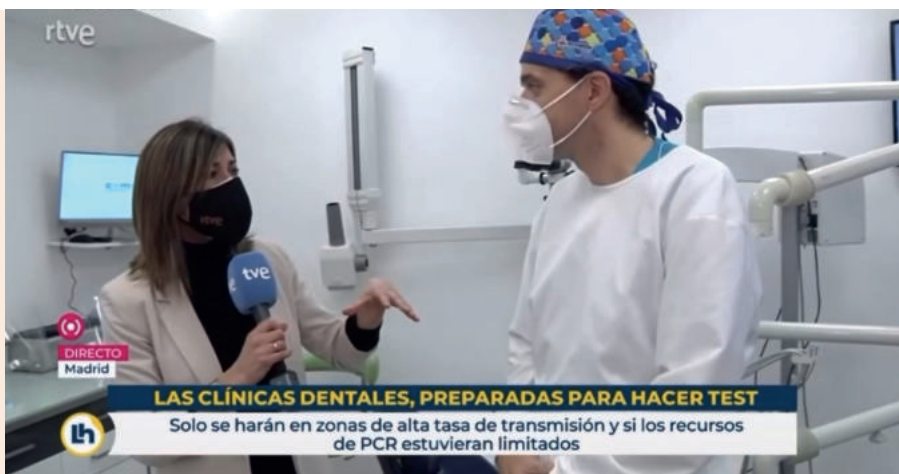 rtve
rtve
tve
DIRECTO
Madrid
LAS CLÍNICAS DENTALES, PREPARADAS PARA HACER TEST
Solo se harán en zonas de alta tasa de transmisión y si los recursos
de PCR estuvieran limitados
lh